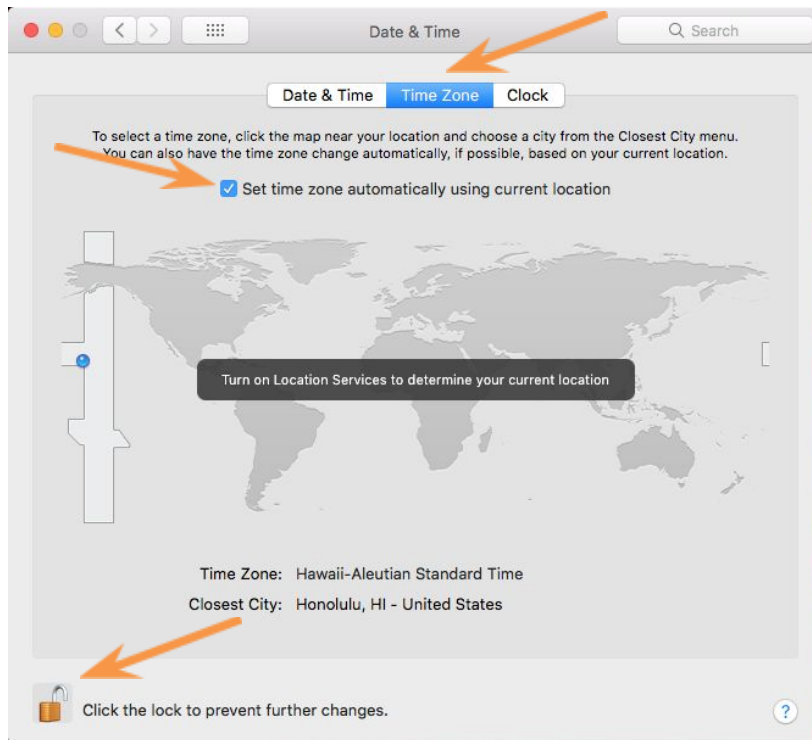 Date & Time
Search
Date & Time Time Zone Clock
To select a time zone, click the map near your location and choose a city from the Closest City menu.
You can also have the time zone change automatically, if possible, based on your current location.
Set time zone automatically using current location
Turn on Location Services to determine your current location
Time Zone: Hawaii-Aleutian Standard Time
Closest City: Honolulu, HI - United States
Click the lock to prevent further changes.
?